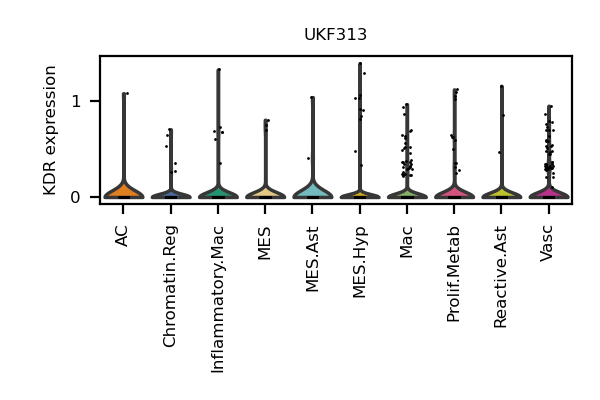 UKF313
KDR expression
1
0
AC
Chromatin.Reg
Inflammatory.Mac
MES
MES.Ast
MES.Hyp
Mac
Prolif.Metab
Reactive.Ast
Vasc